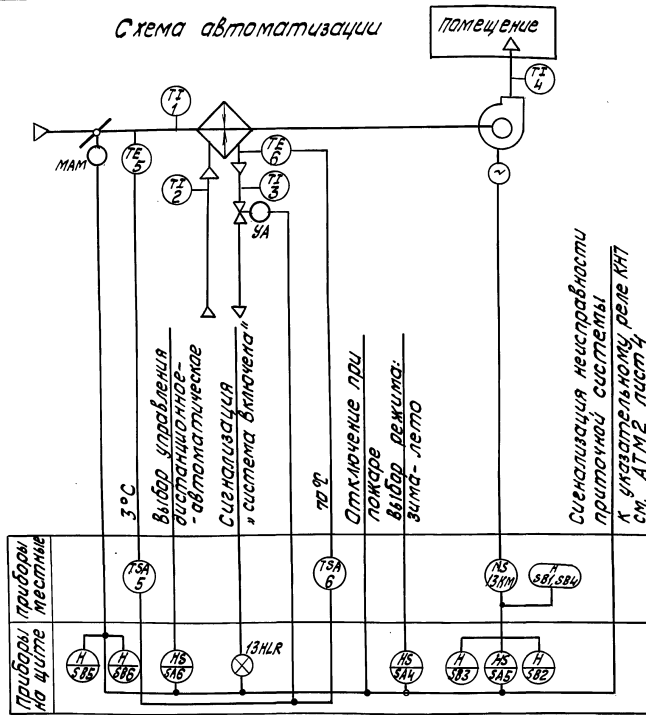 Схема автоматизации
помещение
TI
4
TI
1
МАМ
TE
5
TE
6
TI
2
TI
3
УА
3°С
Выбор управления
дистанционное-
-автоматическое
Сигнализация
„система включена"
70°С
Отключение при
пожаре
выбор режима:
зима-лето
Сигнализация неисправности
приточной системы
к указательному реле КН7
см. АТМ2 лист 4
Приборы
местные
TSA
5
TSA
6
NS
13КМ
H
SB1,SB4
Приборы
на щите
H
SB5
H
SB6
HS
SA6
13HLR
HS
SA4
H
SB3
HS
SA5
H
SB2